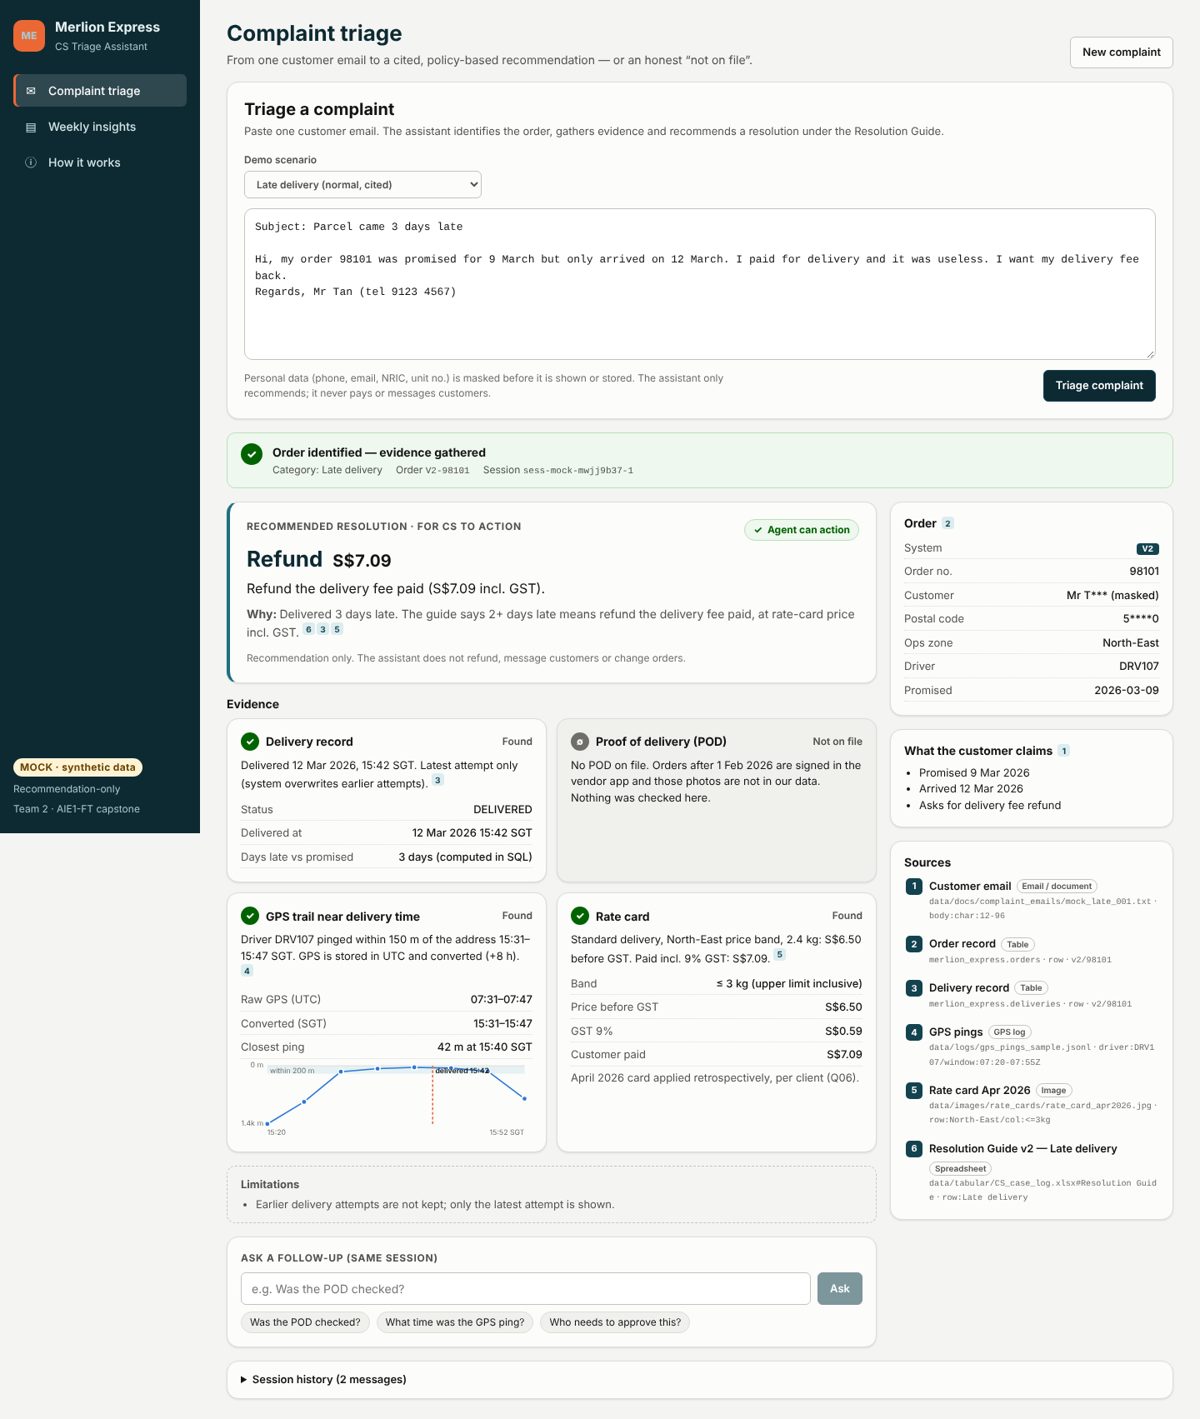 ME
Merlion Express
CS Triage Assistant
Complaint triage
Weekly insights
How it works
MOCK · synthetic data
Recommendation-only
Team 2 · AIE1-FT capstone
Complaint triage
From one customer email to a cited, policy-based recommendation — or an honest “not on file”.
New complaint
Triage a complaint
Paste one customer email. The assistant identifies the order, gathers evidence and recommends a resolution under the Resolution Guide.
Demo scenario
Late delivery (normal, cited)
Subject: Parcel came 3 days late
Hi, my order 98101 was promised for 9 March but only arrived on 12 March. I paid for delivery and it was useless. I want my delivery fee
back.
Regards, Mr Tan (tel 9123 4567)
Personal data (phone, email, NRIC, unit no.) is masked before it is shown or stored. The assistant only
recommends; it never pays or messages customers.
Triage complaint
Order identified — evidence gathered
Category: Late delivery Order v2-98101 Session sess-mock-mwjj9b37-1
RECOMMENDED RESOLUTION · FOR CS TO ACTION
Agent can action
Refund S$7.09
Refund the delivery fee paid (S$7.09 incl. GST).
Why: Delivered 3 days late. The guide says 2+ days late means refund the delivery fee paid, at rate-card price
incl. GST. 6 3 5
Recommendation only. The assistant does not refund, message customers or change orders.
Evidence
Delivery record Found
Delivered 12 Mar 2026, 15:42 SGT. Latest attempt only
(system overwrites earlier attempts). 3
Status DELIVERED
Delivered at 12 Mar 2026 15:42 SGT
Days late vs promised 3 days (computed in SQL)
Proof of delivery (POD) Not on file
No POD on file. Orders after 1 Feb 2026 are signed in the
vendor app and those photos are not in our data.
Nothing was checked here.
GPS trail near delivery time Found
Driver DRV107 pinged within 150 m of the address 15:31–
15:47 SGT. GPS is stored in UTC and converted (+8 h).
4
Raw GPS (UTC) 07:31–07:47
Converted (SGT) 15:31–15:47
Closest ping 42 m at 15:40 SGT
0 m
within 200 m
delivered 15:42
1.4k m
15:20
15:52 SGT
Rate card Found
Standard delivery, North-East price band, 2.4 kg: S$6.50
before GST. Paid incl. 9% GST: S$7.09. 5
Band ≤ 3 kg (upper limit inclusive)
Price before GST S$6.50
GST 9% S$0.59
Customer paid S$7.09
April 2026 card applied retrospectively, per client (Q06).
Limitations
• Earlier delivery attempts are not kept; only the latest attempt is shown.
ASK A FOLLOW-UP (SAME SESSION)
e.g. Was the POD checked?
Ask
Was the POD checked?
What time was the GPS ping?
Who needs to approve this?
Session history (2 messages)
Order 2
System V2
Order no. 98101
Customer Mr T*** (masked)
Postal code 5****0
Ops zone North-East
Driver DRV107
Promised 2026-03-09
What the customer claims 1
• Promised 9 Mar 2026
• Arrived 12 Mar 2026
• Asks for delivery fee refund
Sources
1 Customer email Email / document
data/docs/complaint_emails/mock_late_001.txt ·
body:char:12-96
2 Order record Table
merlion_express.orders · row · v2/98101
3 Delivery record Table
merlion_express.deliveries · row · v2/98101
4 GPS pings GPS log
data/logs/gps_pings_sample.jsonl · driver:DRV1
07/window:07:20-07:55Z
5 Rate card Apr 2026 Image
data/images/rate_cards/rate_card_apr2026.jpg ·
row:North-East/col:<=3kg
6 Resolution Guide v2 — Late delivery
Spreadsheet
data/tabular/CS_case_log.xlsx#Resolution Guid
e · row:Late delivery